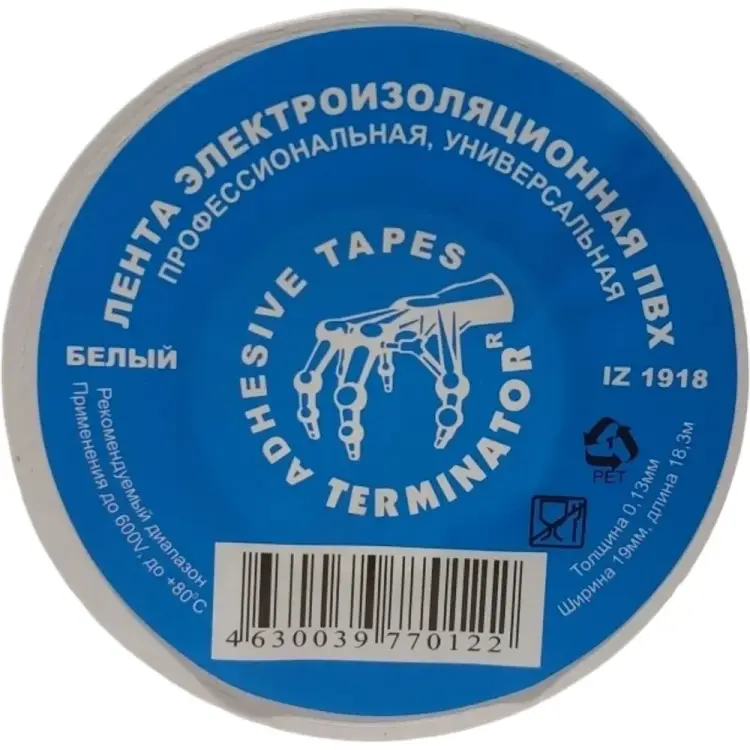 ЛЕНТА ЭЛЕКТРОИЗОЛЯЦИОННАЯ ПВХ
ПРОФЕССИОНАЛЬНАЯ, УНИВЕРСАЛЬНАЯ
ADHESIVE TAPES
TERMINATOR R
БЕЛЫЙ
IZ 1918
Рекомендуемый диапазон
Применения до 600V, до +80°С
PET
Толщина 0,13мм
Ширина 19мм, длина 18,3м
4 630039 770122